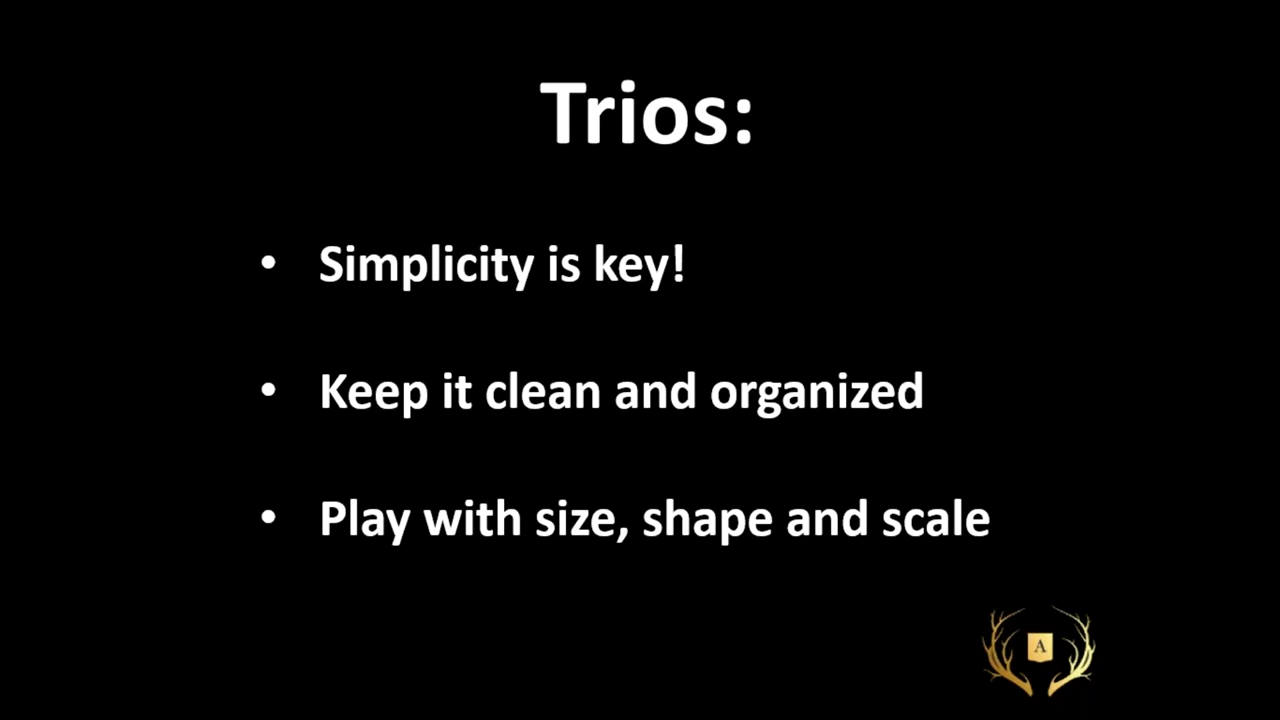 Trios:
• Simplicity is key!
• Keep it clean and organized
• Play with size, shape and scale
A